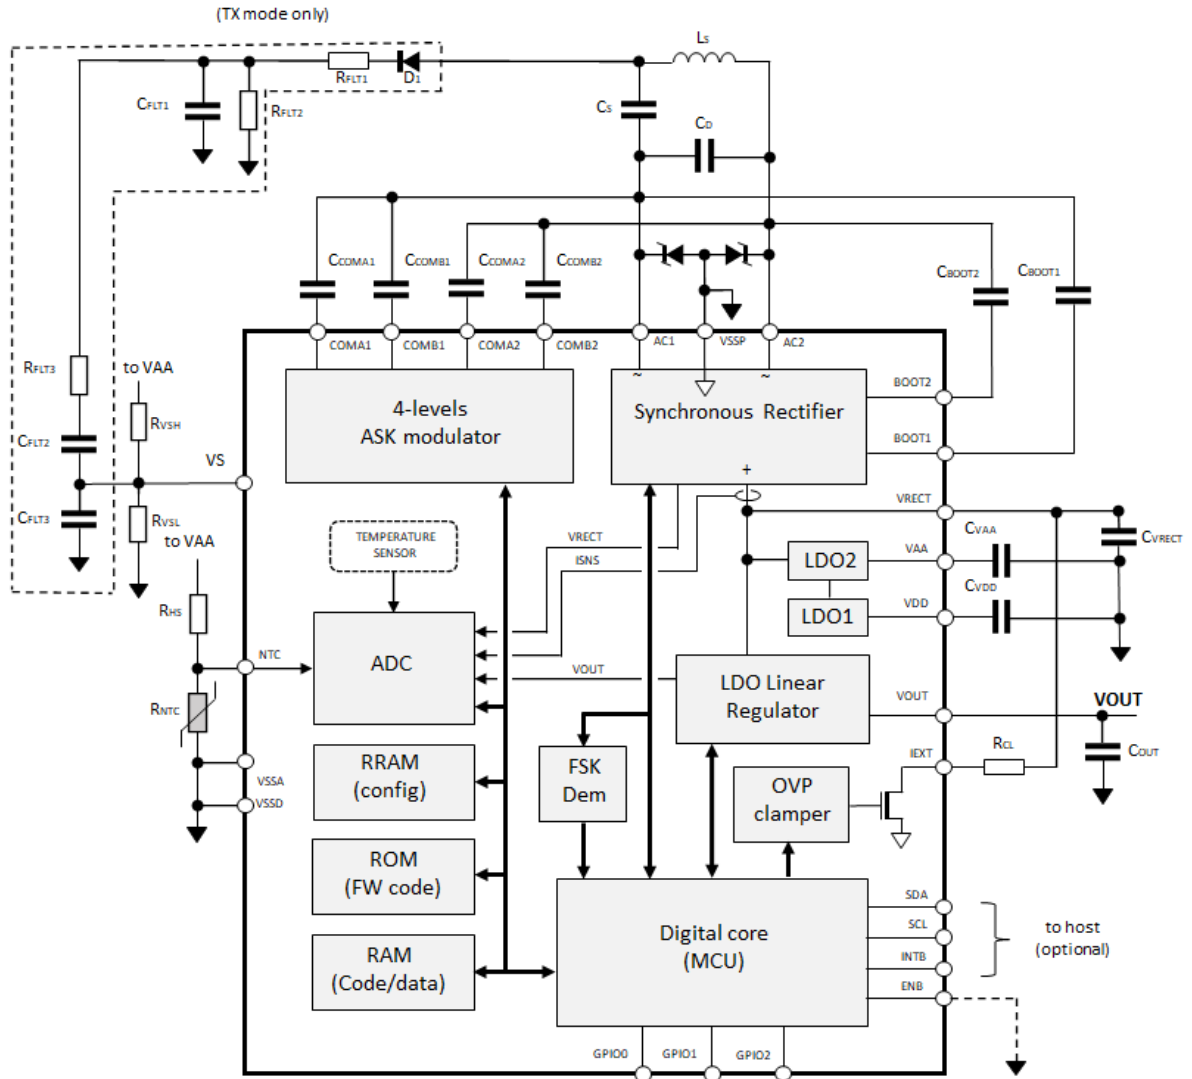 (TX mode only)
LS
RFLT1
D1
CFLT1
RFLT2
CS
CD
CCOMA1
CCOMB1
CCOMA2
CCOMB2
CBOOT2
CBOOT1
COMA1
COMB1
COMA2
COMB2
AC1
VSSP
AC2
RFLT3
to VAA
4-levels
ASK modulator
~
~
Synchronous Rectifier
+
BOOT2
BOOT1
RVSH
CFLT2
VS
CFLT3
RVSL
to VAA
TEMPERATURE
SENSOR
VRECT
ISNS
VRECT
CVAA
CVRECT
LDO2
VAA
CVDD
LDO1
VDD
RHS
NTC
ADC
VOUT
LDO Linear
Regulator
VOUT
VOUT
RNTC
COUT
IEXT
RCL
VSSA
VSSD
RRAM
(config)
FSK
Dem
OVP
clamper
ROM
(FW code)
RAM
(Code/data)
Digital core
(MCU)
SDA
SCL
INTB
ENB
to host
(optional)
GPIO0
GPIO1
GPIO2